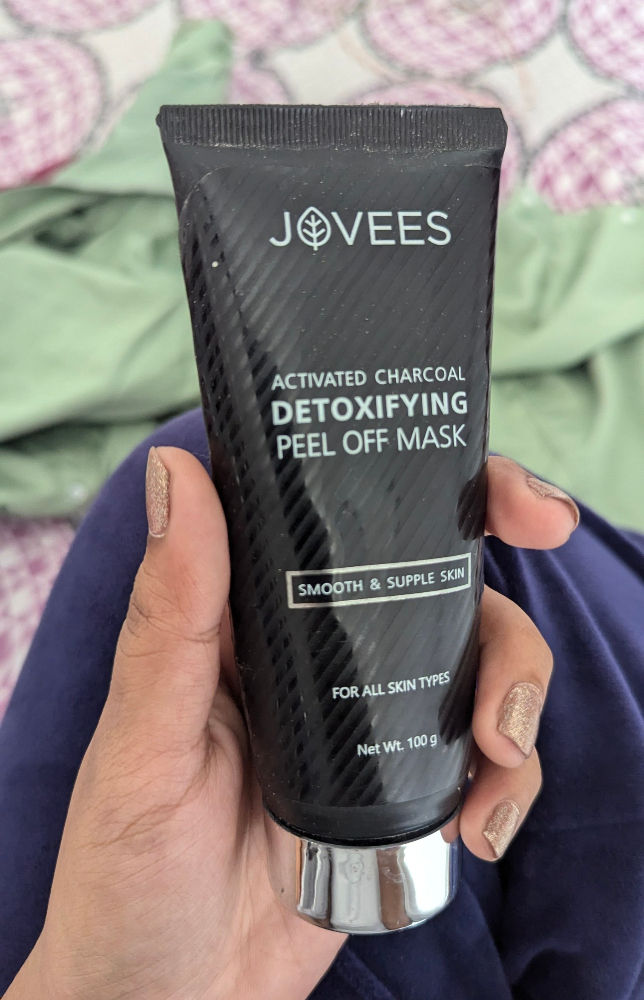 JOVEES
ACTIVATED CHARCOAL
DETOXIFYING
PEEL OFF MASK
SMOOTH & SUPPLE SKIN
FOR ALL SKIN TYPES
Net Wt. 100 g